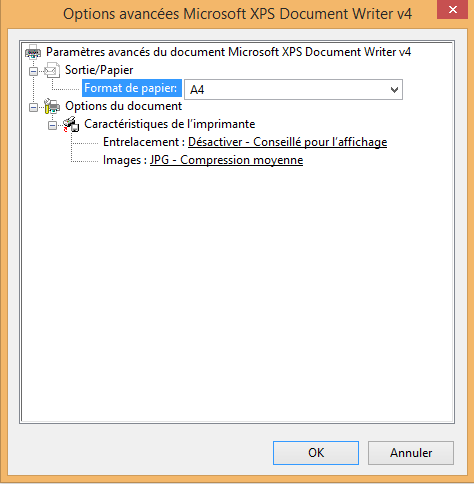 Options avancées Microsoft XPS Document Writer v4
Paramètres avancés du document Microsoft XPS Document Writer v4
Sortie/Papier
Format de papier: A4
Options du document
Caractéristiques de l'imprimante
Entrelacement : Désactiver - Conseillé pour l'affichage
Images : JPG - Compression moyenne
OK Annuler